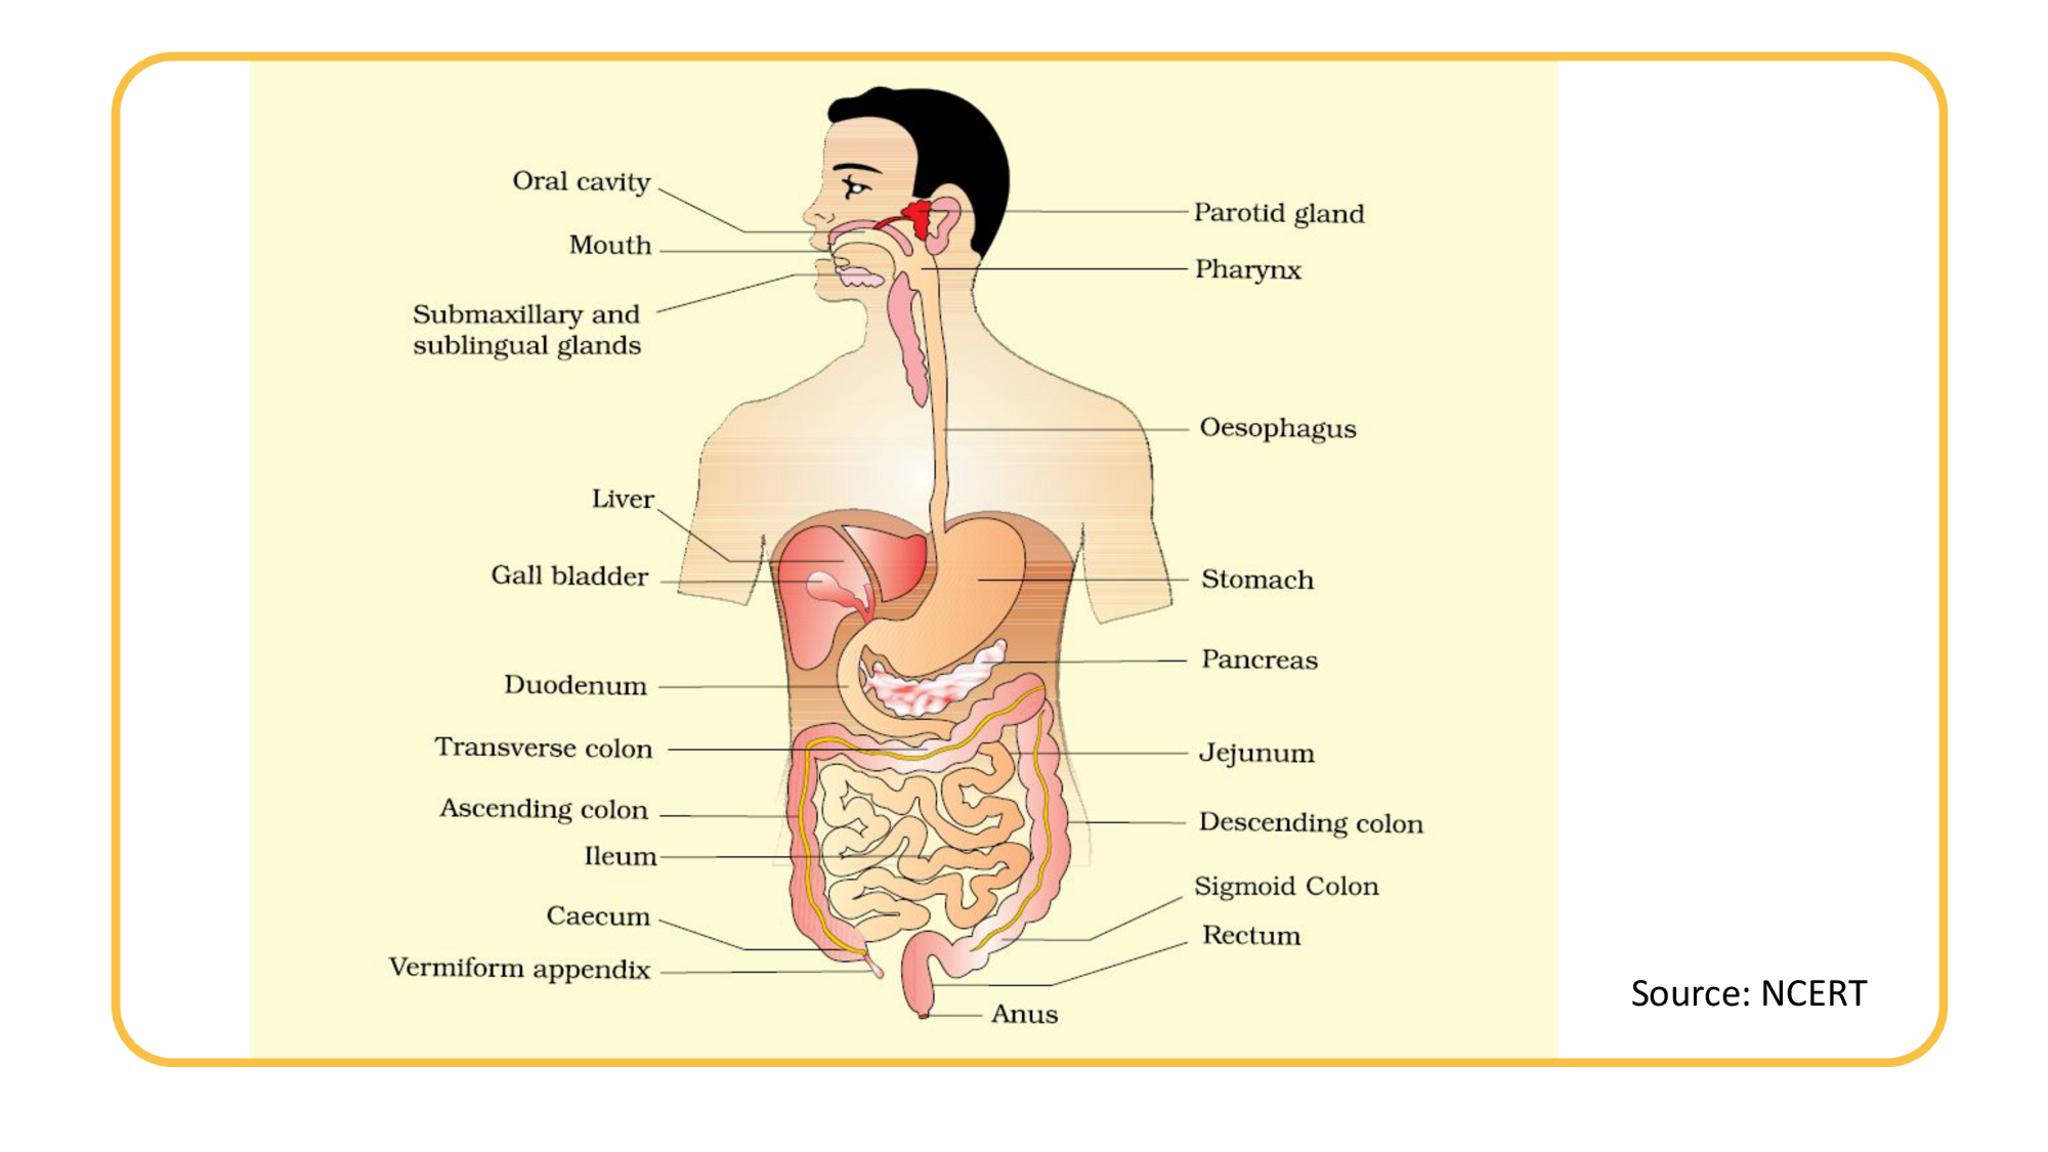 Oral cavity
Mouth
Submaxillary and
sublingual glands
Liver
Gall bladder
Duodenum
Transverse colon
Ascending colon
Ileum
Caecum
Vermiform appendix
Parotid gland
Pharynx
Oesophagus
Stomach
Pancreas
Jejunum
Descending colon
Sigmoid Colon
Rectum
Anus
Source: NCERT